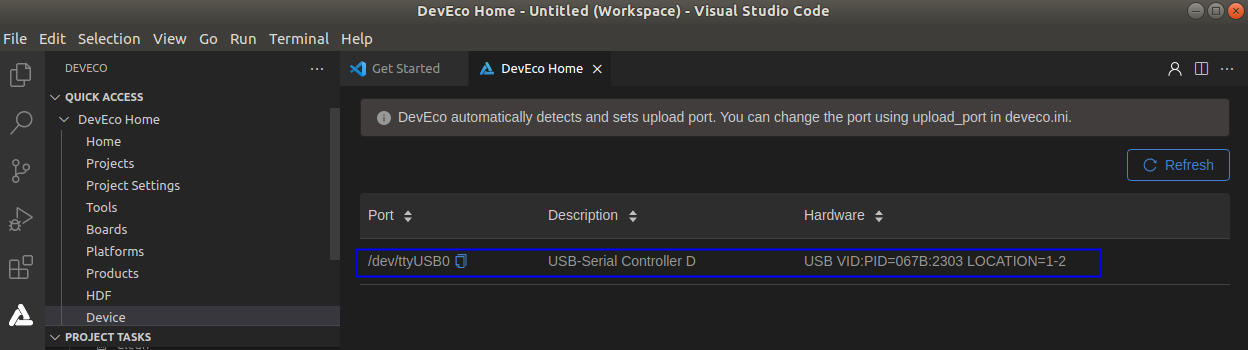 DevEco Home - Untitled (Workspace) - Visual Studio Code
File Edit Selection View Go Run Terminal Help
DEVECO
Get Started
DevEco Home
QUICK ACCESS
DevEco Home
Home
Projects
Project Settings
Tools
Boards
Platforms
Products
HDF
Device
PROJECT TASKS
DevEco automatically detects and sets upload port. You can change the port using upload_port in deveco.ini.
Refresh
Port Description Hardware
/dev/ttyUSB0 USB-Serial Controller D USB VID:PID=067B:2303 LOCATION=1-2